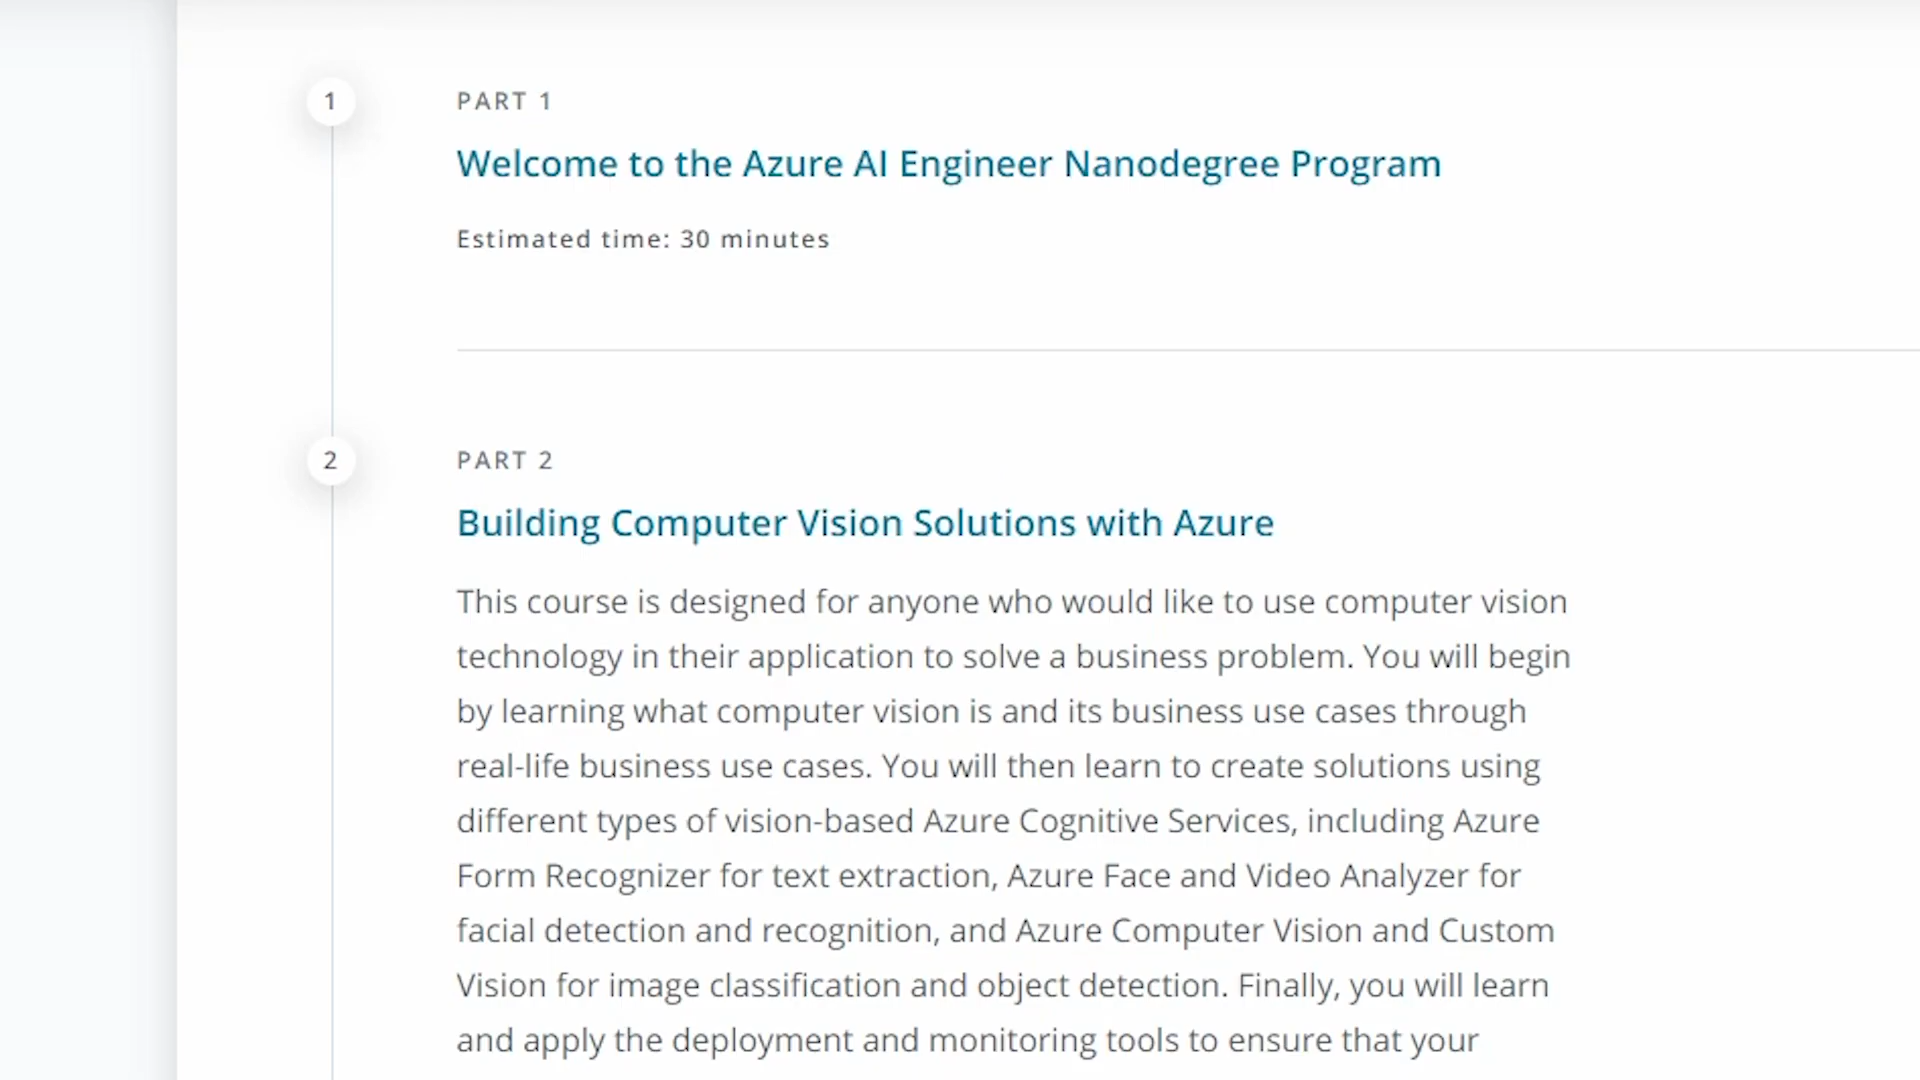 1
PART 1
Welcome to the Azure AI Engineer Nanodegree Program
Estimated time: 30 minutes
2
PART 2
Building Computer Vision Solutions with Azure
This course is designed for anyone who would like to use computer vision
technology in their application to solve a business problem. You will begin
by learning what computer vision is and its business use cases through
real-life business use cases. You will then learn to create solutions using
different types of vision-based Azure Cognitive Services, including Azure
Form Recognizer for text extraction, Azure Face and Video Analyzer for
facial detection and recognition, and Azure Computer Vision and Custom
Vision for image classification and object detection. Finally, you will learn
and apply the deployment and monitoring tools to ensure that your